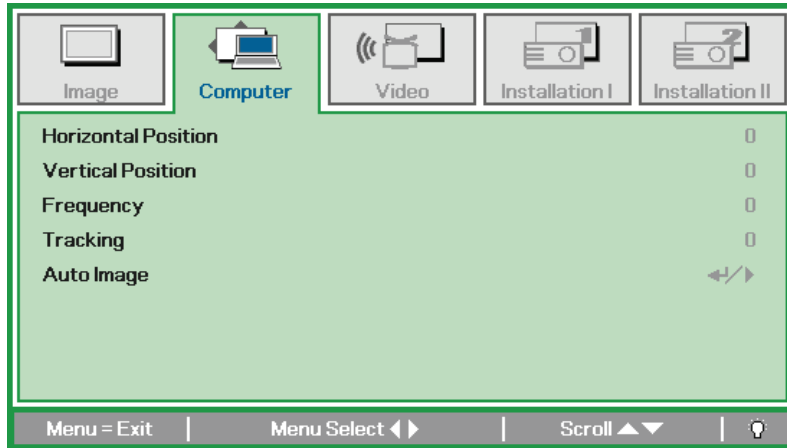 Image Computer Video Installation I Installation II
Horizontal Position 0
Vertical Position 0
Frequency 0
Tracking 0
Auto Image ↵/▶
Menu = Exit | Menu Select ◀ ▶ | Scroll ▲▼ |